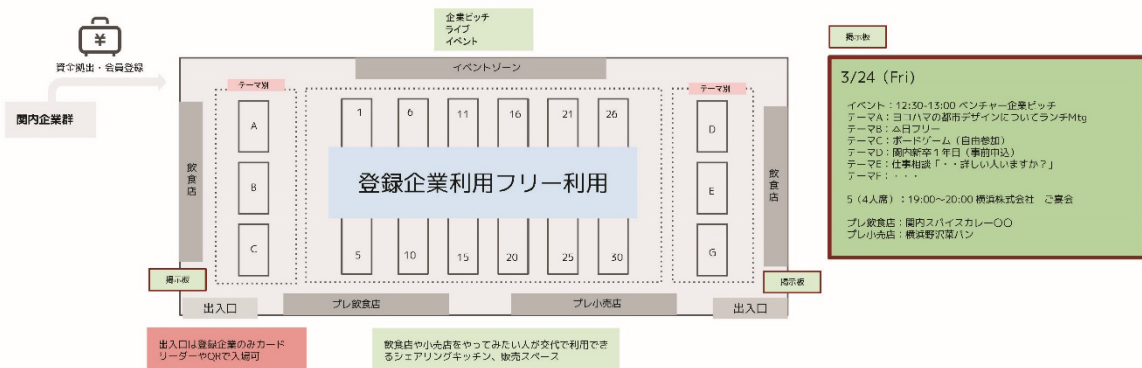 企業ピッチ
ライブ
イベント
掲示板
¥
資金拠出・会員登録
関内企業群
イベントゾーン
テーマ別
テーマ別
1 6 11 16 21 26
A
B
C
D
E
G
飲食店
飲食店
登録企業利用フリー利用
5 10 15 20 25 30
掲示板
掲示板
出入口
プレ飲食店
プレ小売店
出入口
出入口は登録企業のみカード
リーダーやQRで入場可
飲食店や小売店をやってみたい人が交代で利用でき
るシェアリングキッチン、販売スペース
3/24（Fri）
イベント：12:30-13:00 ベンチャー企業ピッチ
テーマA：ヨコハマの都市デザインについてランチMtg
テーマB：本日フリー
テーマC：ボードゲーム（自由参加）
テーマD：関内新卒1年目（事前申込）
テーマE：仕事相談「・・詳しい人いますか？」
テーマF：・・・
5（4人席）：19:00～20:00 横浜株式会社　ご宴会
プレ飲食店：関内スパイスカレー〇〇
プレ小売店：横浜野沢菜パン